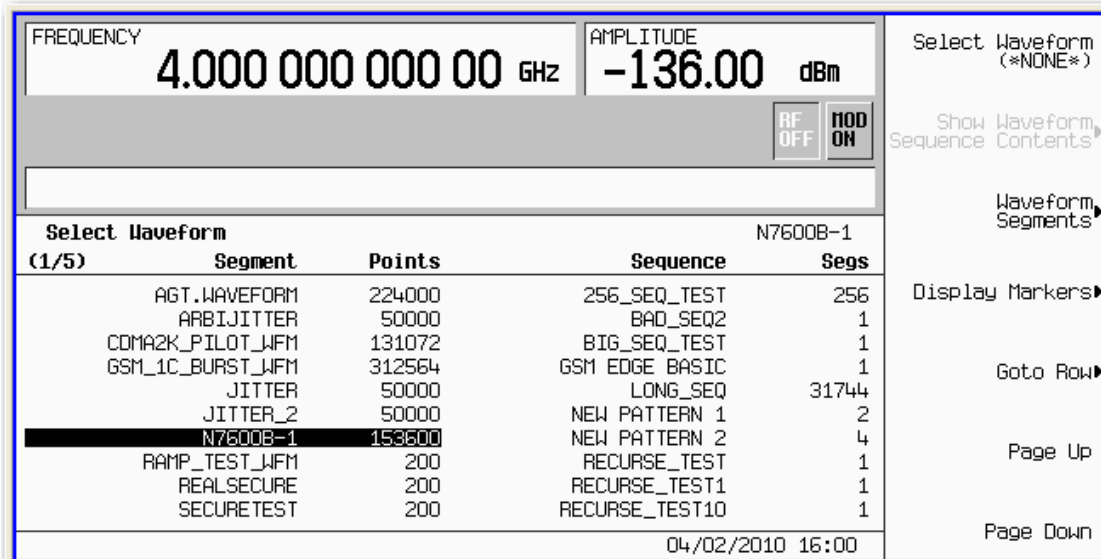 FREQUENCY
4.000 000 000 00 GHz
AMPLITUDE
-136.00 dBm
RF OFF
MOD ON
Select Waveform N7600B-1
(1/5) Segment Points Sequence Segs
AGT.WAVEFORM 224000 256_SEQ_TEST 256
ARBIJITTER 50000 BAD_SEQ2 1
CDMA2K_PILOT_WFM 131072 BIG_SEQ_TEST 1
GSM_1C_BURST_WFM 312564 GSM EDGE BASIC 1
JITTER 50000 LONG_SEQ 31744
JITTER_2 50000 NEW PATTERN 1 2
N7600B-1 153600 NEW PATTERN 2 4
RAMP_TEST_WFM 200 RECURSE_TEST 1
REALSECURE 200 RECURSE_TEST1 1
SECURETEST 200 RECURSE_TEST10 1
04/02/2010 16:00
Select Waveform
(*NONE*)
Show Waveform
Sequence Contents
Waveform
Segments
Display Markers
Goto Row
Page Up
Page Down